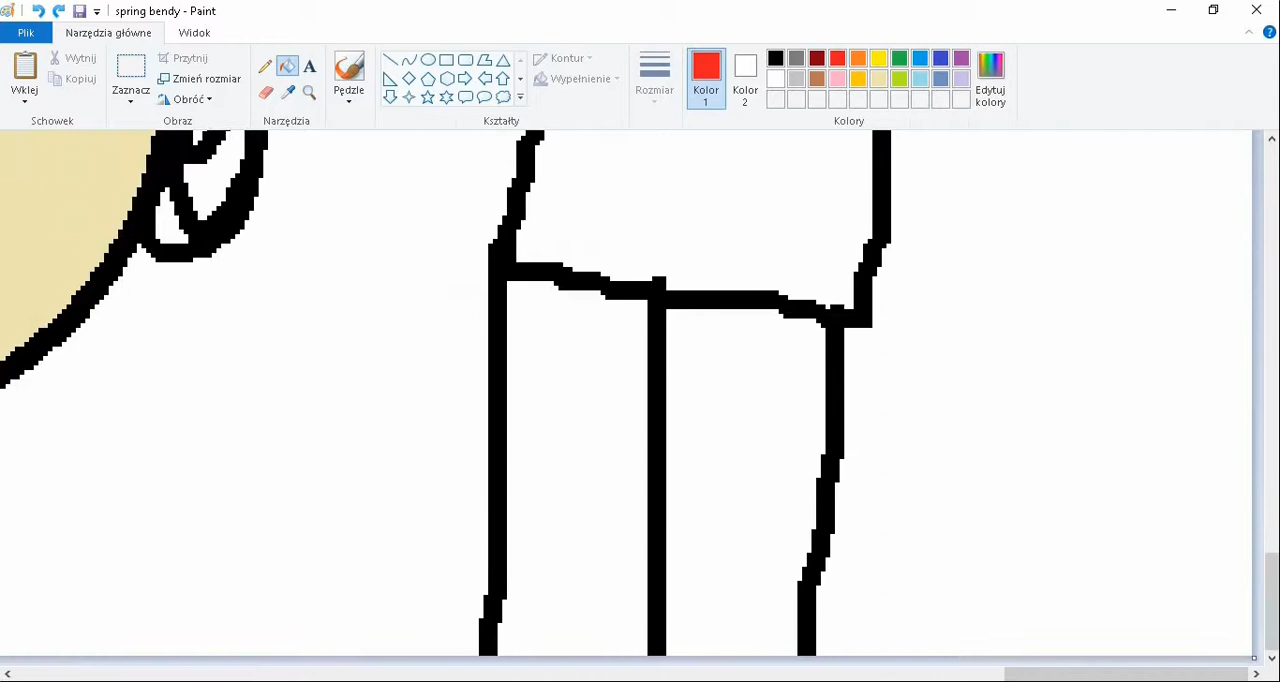 spring bendy - Paint
Plik
Narzędzia główne
Widok
Wklej
Wytnij
Kopiuj
Schowek
Zaznacz
Przytnij
Zmień rozmiar
Obróć
Obraz
A
Narzędzia
Pędzle
Kontur
Wypełnienie
Kształty
Rozmiar
Kolor
1
Kolor
2
Edytuj
kolory
Kolory